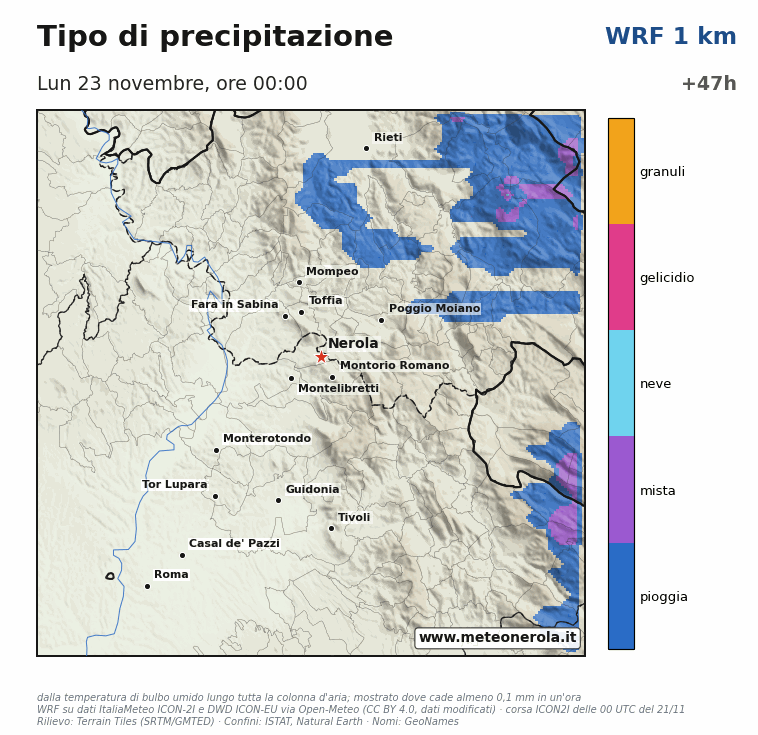 Tipo di precipitazione
WRF 1 km
Lun 23 novembre, ore 00:00
+47h
Rieti
Mompeo
Fara in Sabina
Toffia
Poggio Moiano
Nerola
Montorio Romano
Montelibretti
Monterotondo
Tor Lupara
Guidonia
Tivoli
Casal de' Pazzi
Roma
www.meteonerola.it
granuli
gelicidio
neve
mista
pioggia
dalla temperatura di bulbo umido lungo tutta la colonna d'aria; mostrato dove cade almeno 0,1 mm in un'ora
WRF su dati ItaliaMeteo ICON-2I e DWD ICON-EU via Open-Meteo (CC BY 4.0, dati modificati) · corsa ICON2I delle 00 UTC del 21/11
Rilievo: Terrain Tiles (SRTM/GMTED) · Confini: ISTAT, Natural Earth · Nomi: GeoNames